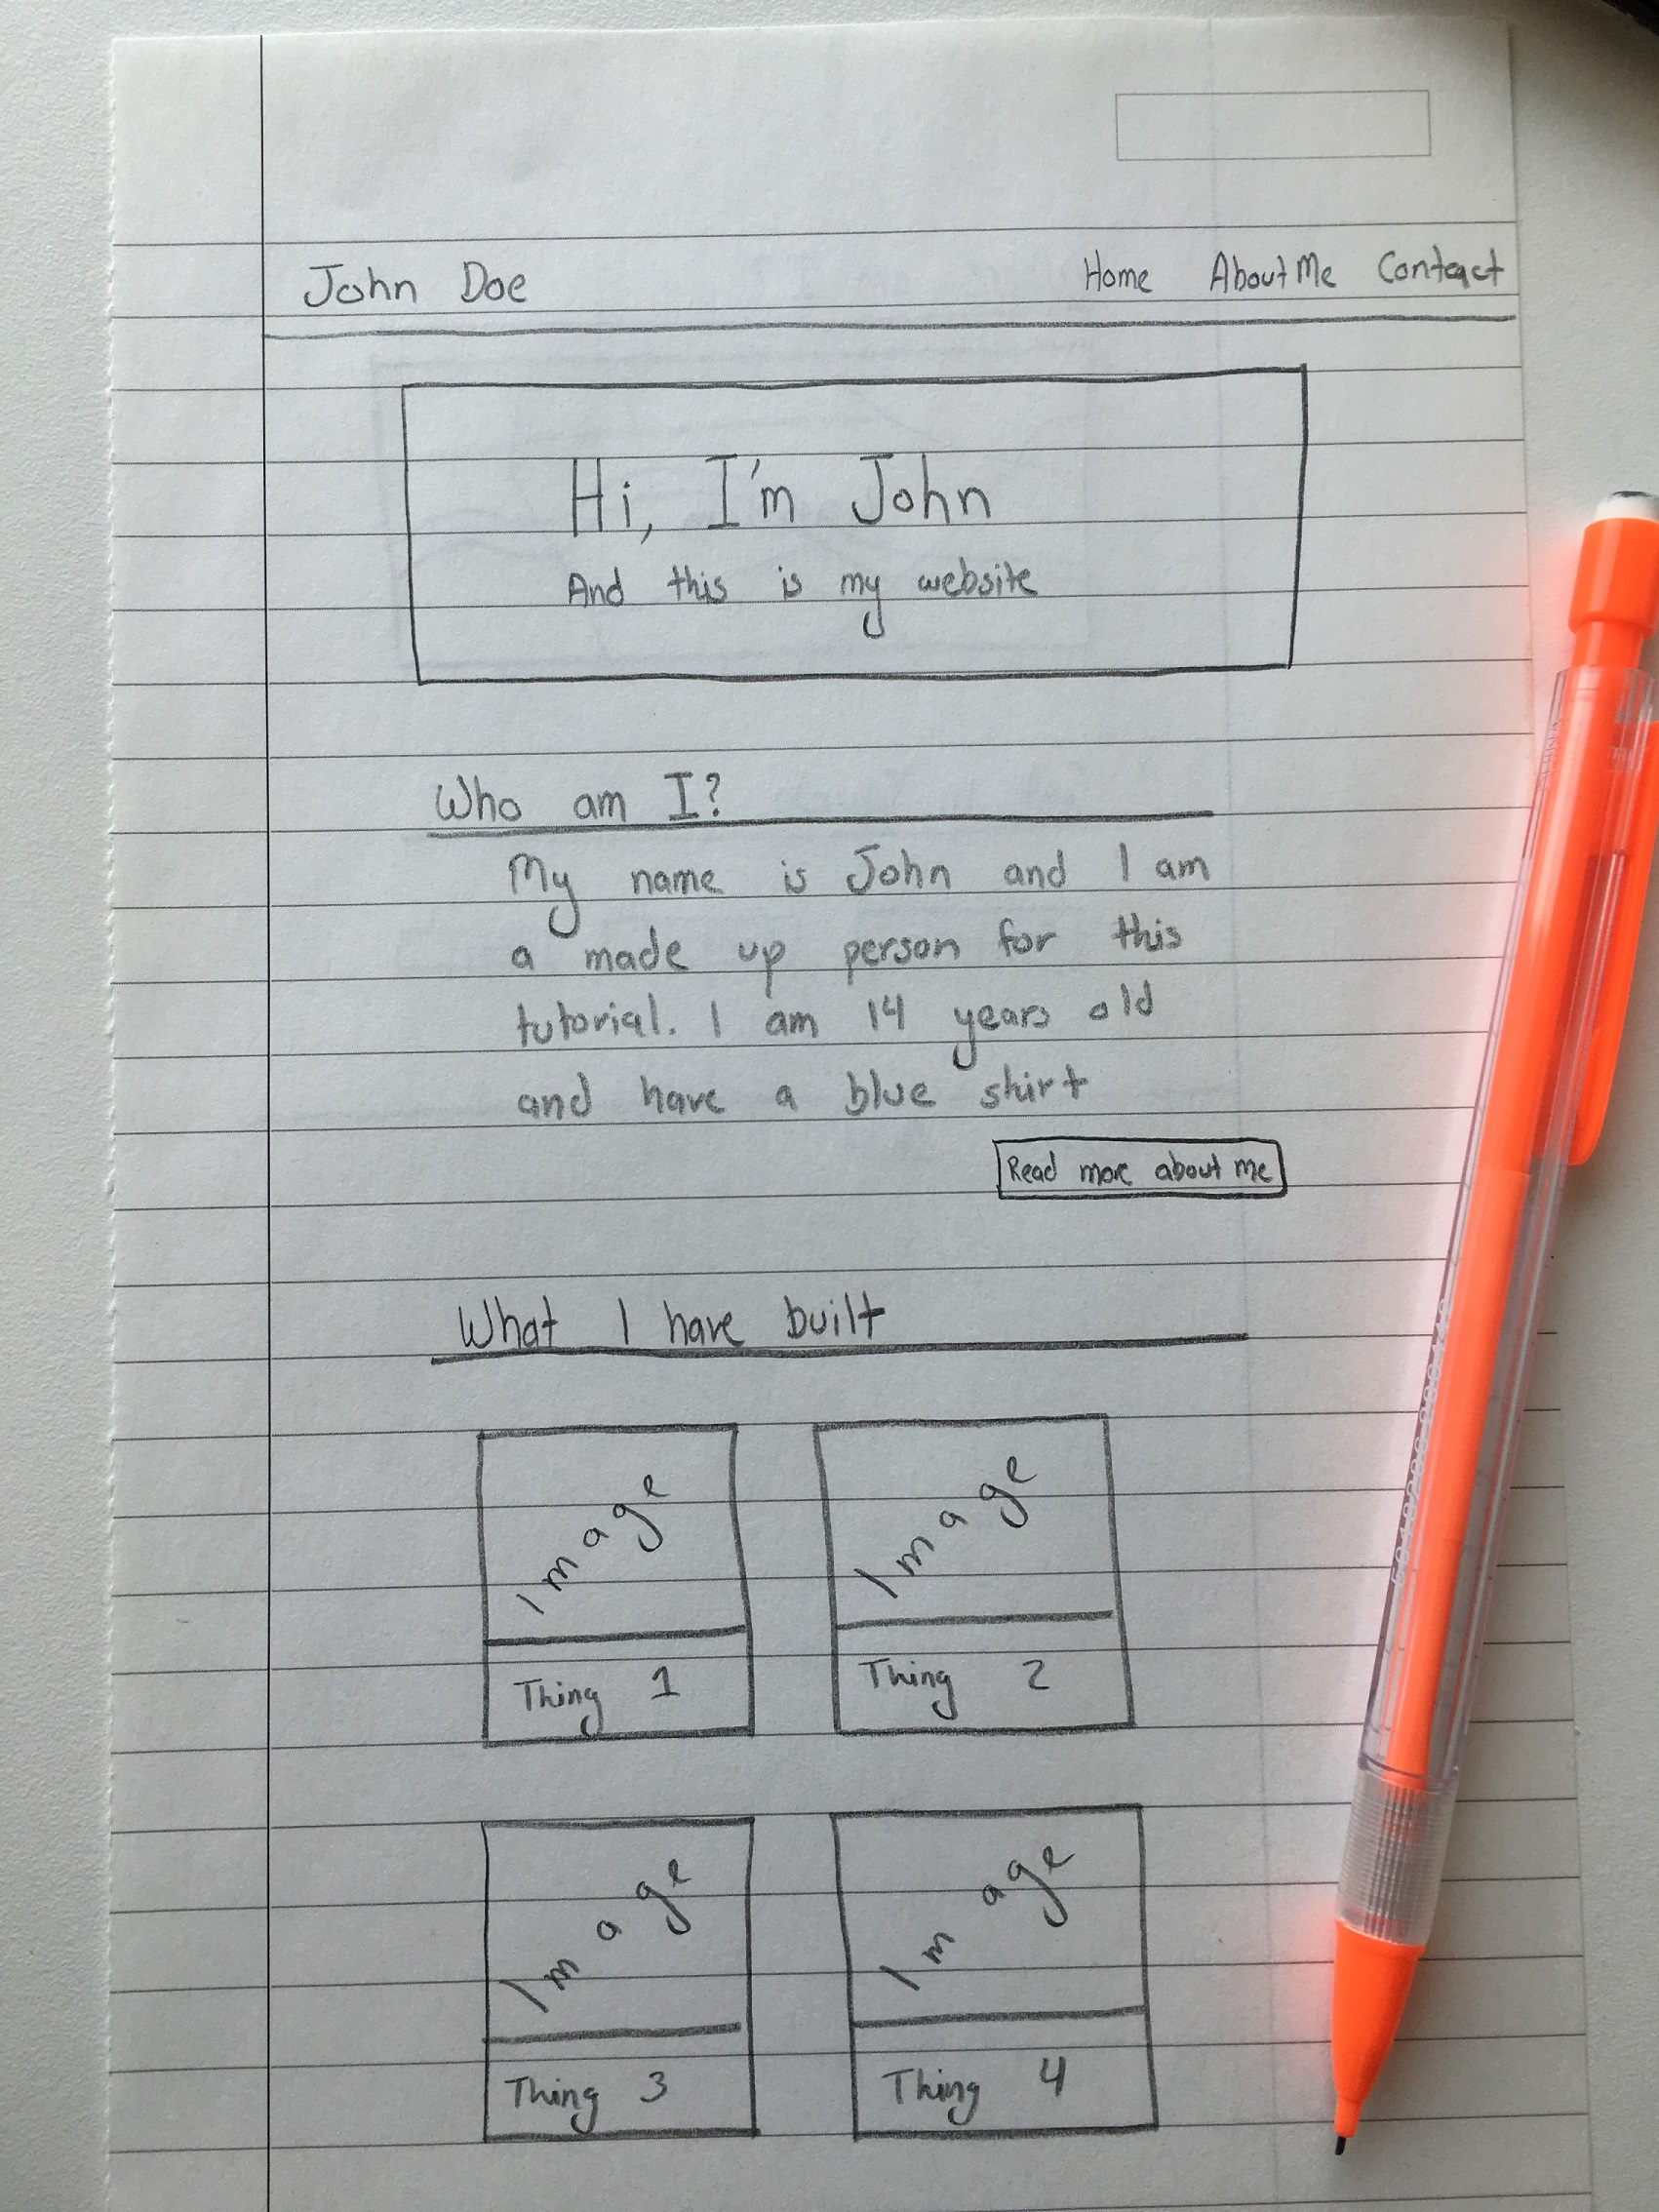 John Doe Home About Me Contact
Hi, I'm John
And this is my website
Who am I?
My name is John and I am
a made up person for this
tutorial. I am 14 years old
and have a blue shirt
Read more about me
What I have built
Image Image
Thing 1 Thing 2
Image Image
Thing 3 Thing 4